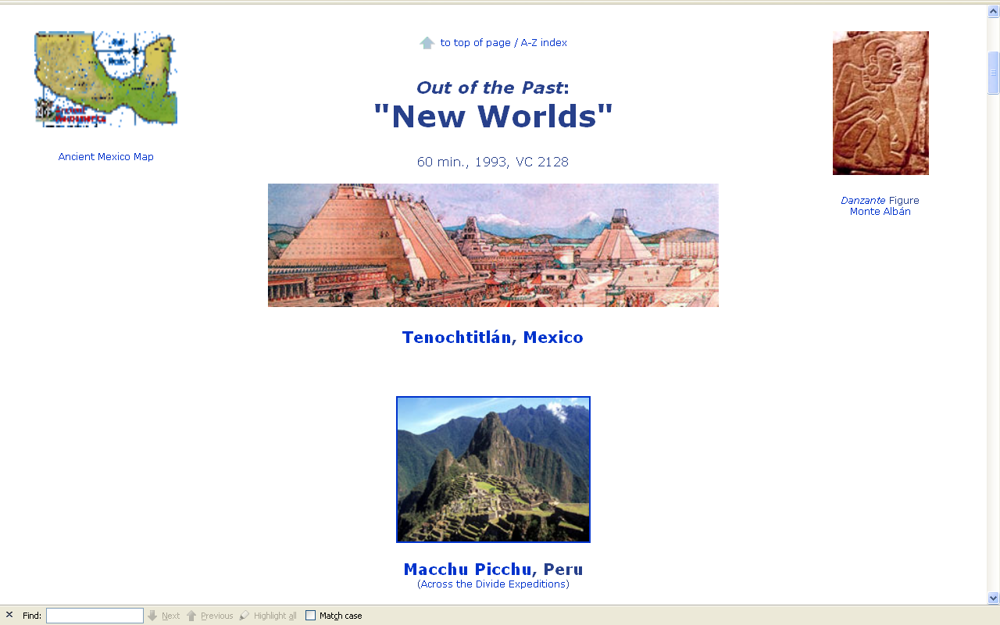 to top of page / A-Z index
Out of the Past:
"New Worlds"
60 min., 1993, VC 2128
Ancient
Mesoamerica
Ancient Mexico Map
Danzante Figure
Monte Albán
Tenochtitlán, Mexico
Macchu Picchu, Peru
(Across the Divide Expeditions)
Find: Next Previous Highlight all Match case